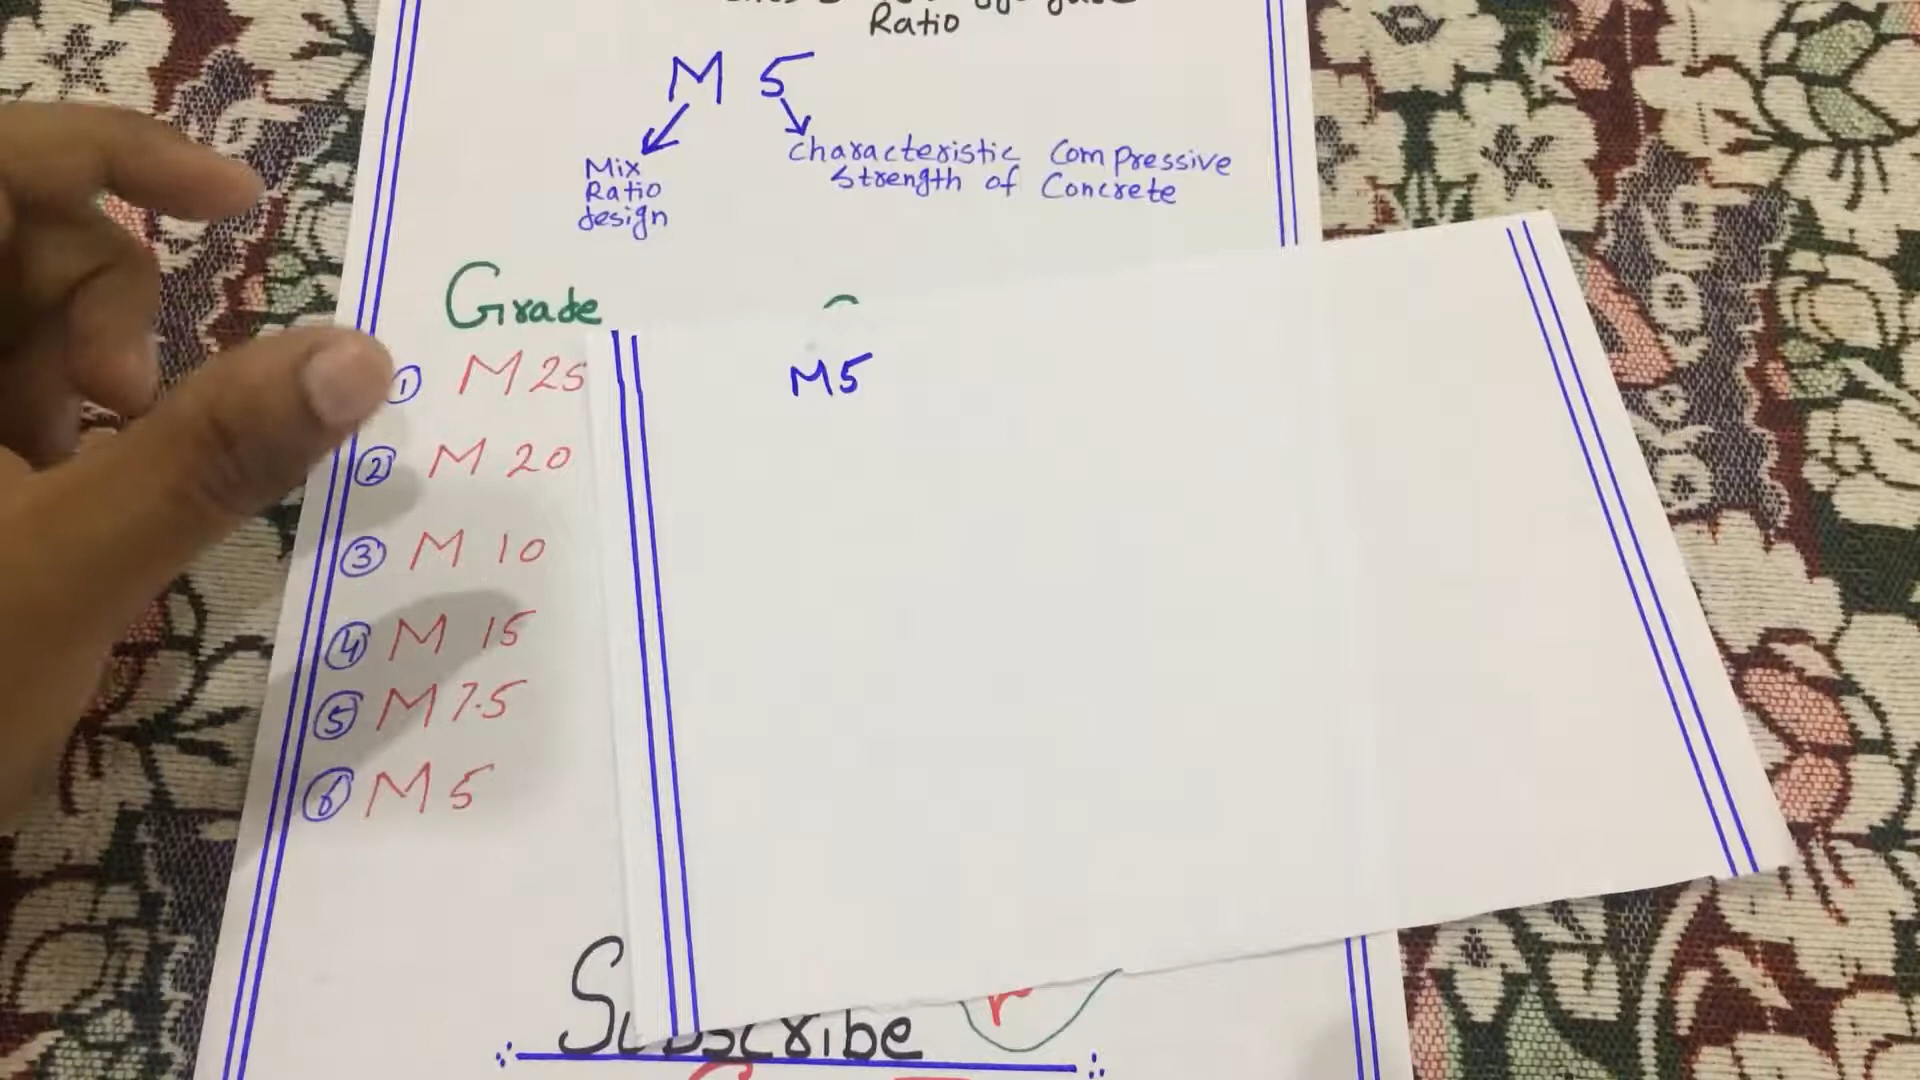 Ratio
M 5
Mix
Ratio
design
Characteristic Compressive
Strength of Concrete
Grade
① M 25
② M 20
③ M 10
④ M 15
⑤ M 7.5
⑥ M 5
M5
Subscribe